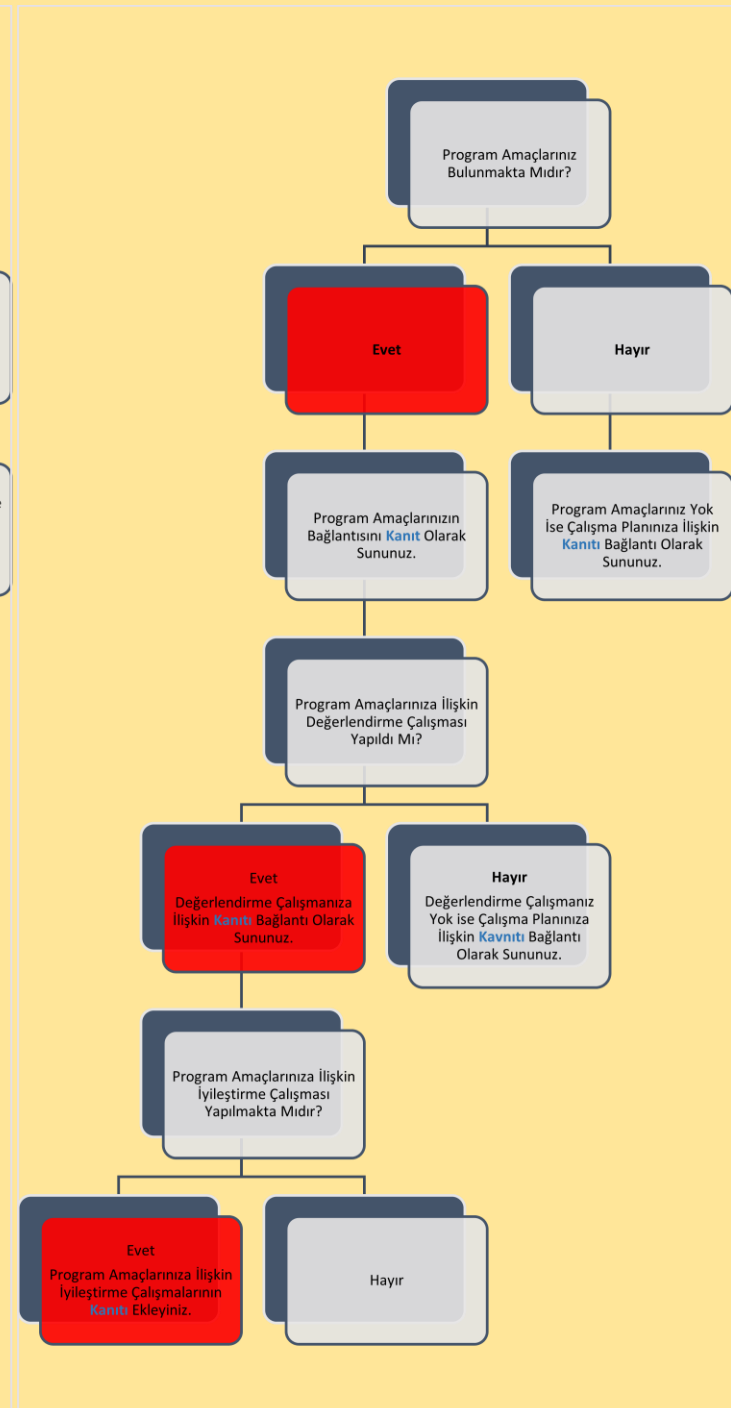 Program Amaçlarınız
Bulunmakta Mıdır?
Evet
Hayır
Program Amaçlarınızın
Bağlantısını Kanıt Olarak
Sununuz.
Program Amaçlarınız Yok
İse Çalışma Planınıza İlişkin
Kanıtı Bağlantı Olarak
Sununuz.
Program Amaçlarınıza İlişkin
Değerlendirme Çalışması
Yapıldı Mı?
Evet
Değerlendirme Çalışmanıza
İlişkin Kanıtı Bağlantı Olarak
Sununuz.
Hayır
Değerlendirme Çalışmanız
Yok ise Çalışma Planınıza
İlişkin Kavnıtı Bağlantı
Olarak Sununuz.
Program Amaçlarınıza İlişkin
İyileştirme Çalışması
Yapılmakta Mıdır?
Evet
Program Amaçlarınıza İlişkin
İyileştirme Çalışmalarının
Kanıtı Ekleyiniz.
Hayır